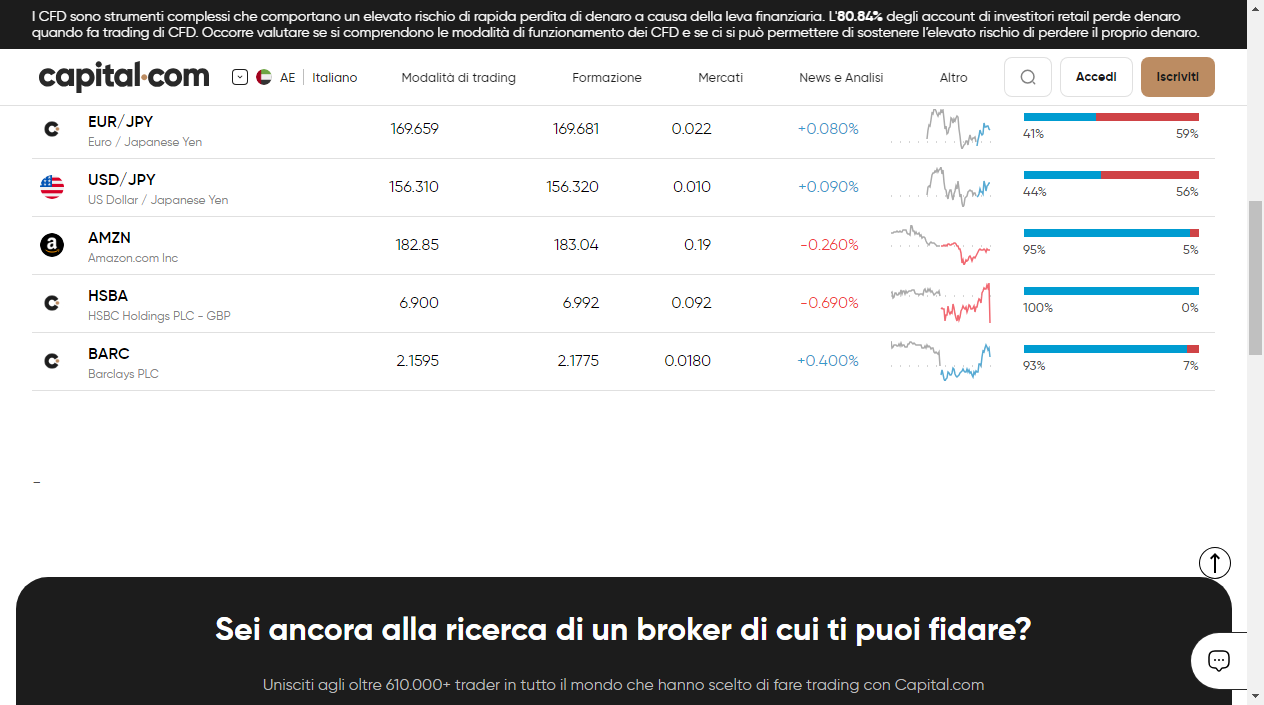 I CFD sono strumenti complessi che comportano un elevato rischio di rapida perdita di denaro a causa della leva finanziaria. L'80.84% degli account di investitori retail perde denaro
quando fa trading di CFD. Occorre valutare se si comprendono le modalità di funzionamento dei CFD e se ci si può permettere di sostenere l'elevato rischio di perdere il proprio denaro.
capital.com AE Italiano Modalità di trading Formazione Mercati News e Analisi Altro Accedi Iscriviti
EUR/JPY 169.659 169.681 0.022 +0.080% 41% 59%
Euro / Japanese Yen
USD/JPY 156.310 156.320 0.010 +0.090% 44% 56%
US Dollar / Japanese Yen
AMZN 182.85 183.04 0.19 -0.260% 95% 5%
Amazon.com Inc
HSBA 6.900 6.992 0.092 -0.690% 100% 0%
HSBC Holdings PLC - GBP
BARC 2.1595 2.1775 0.0180 +0.400% 93% 7%
Barclays PLC
–
Sei ancora alla ricerca di un broker di cui ti puoi fidare?
Unisciti agli oltre 610.000+ trader in tutto il mondo che hanno scelto di fare trading con Capital.com